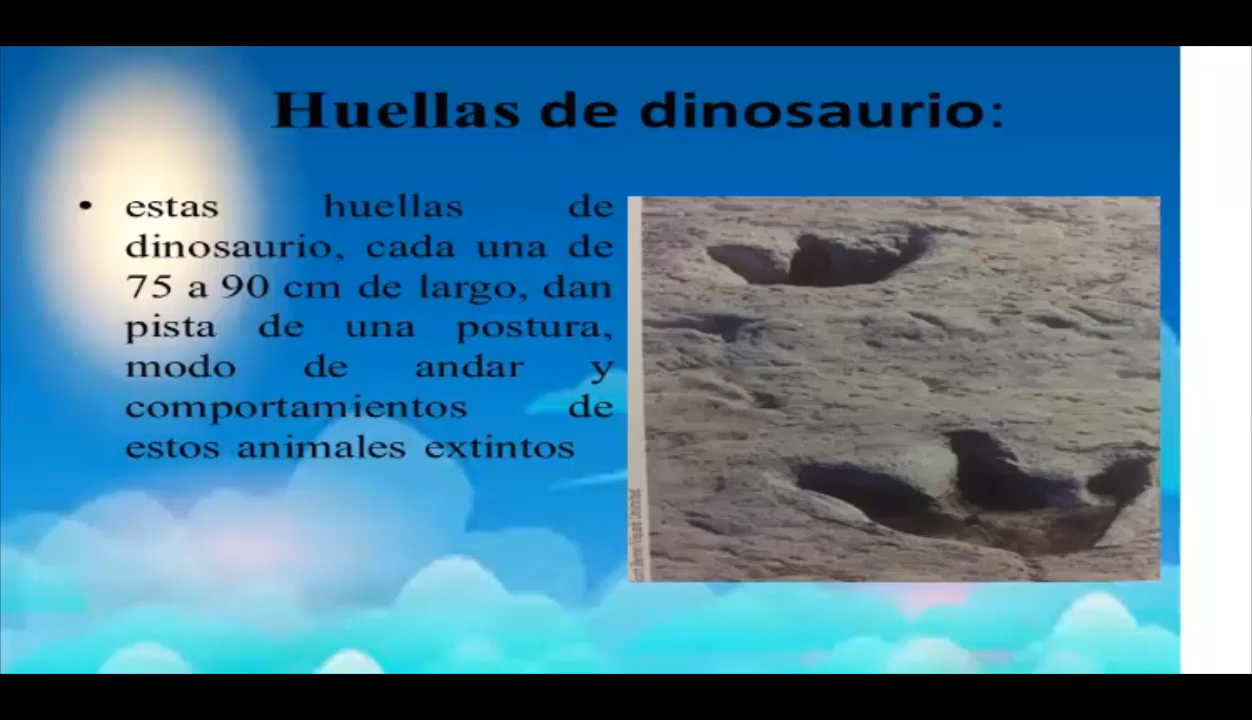 Huellas de dinosaurio:
• estas huellas de
dinosaurio, cada una de
75 a 90 cm de largo, dan
pista de una postura,
modo de andar y
comportamientos de
estos animales extintos